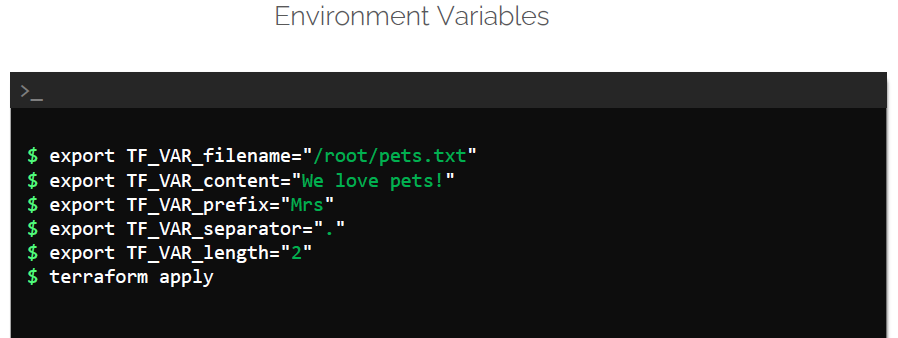 Environment Variables
>_
$ export TF_VAR_filename="/root/pets.txt"
$ export TF_VAR_content="We love pets!"
$ export TF_VAR_prefix="Mrs"
$ export TF_VAR_separator="."
$ export TF_VAR_length="2"
$ terraform apply